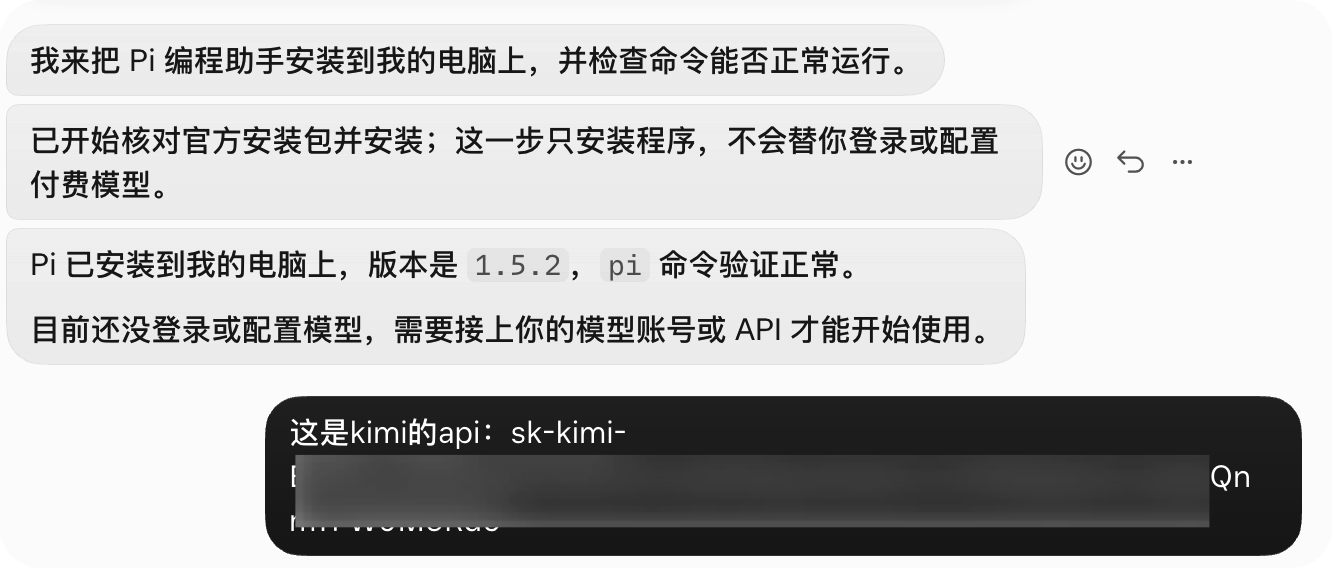 我来把 Pi 编程助手安装到我的电脑上，并检查命令能否正常运行。
已开始核对官方安装包并安装；这一步只安装程序，不会替你登录或配置
付费模型。
Pi 已安装到我的电脑上，版本是 1.5.2，pi 命令验证正常。
目前还没登录或配置模型，需要接上你的模型账号或 API 才能开始使用。
这是kimi的api：sk-kimi-
Qn